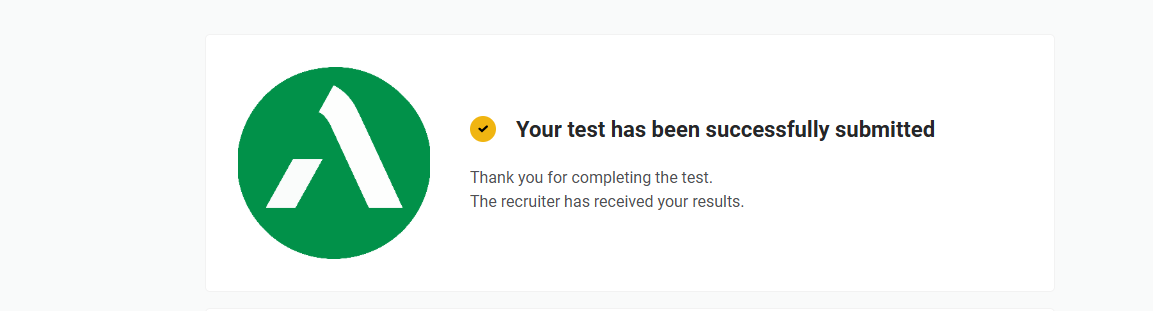 Your test has been successfully submitted
Thank you for completing the test.
The recruiter has received your results.